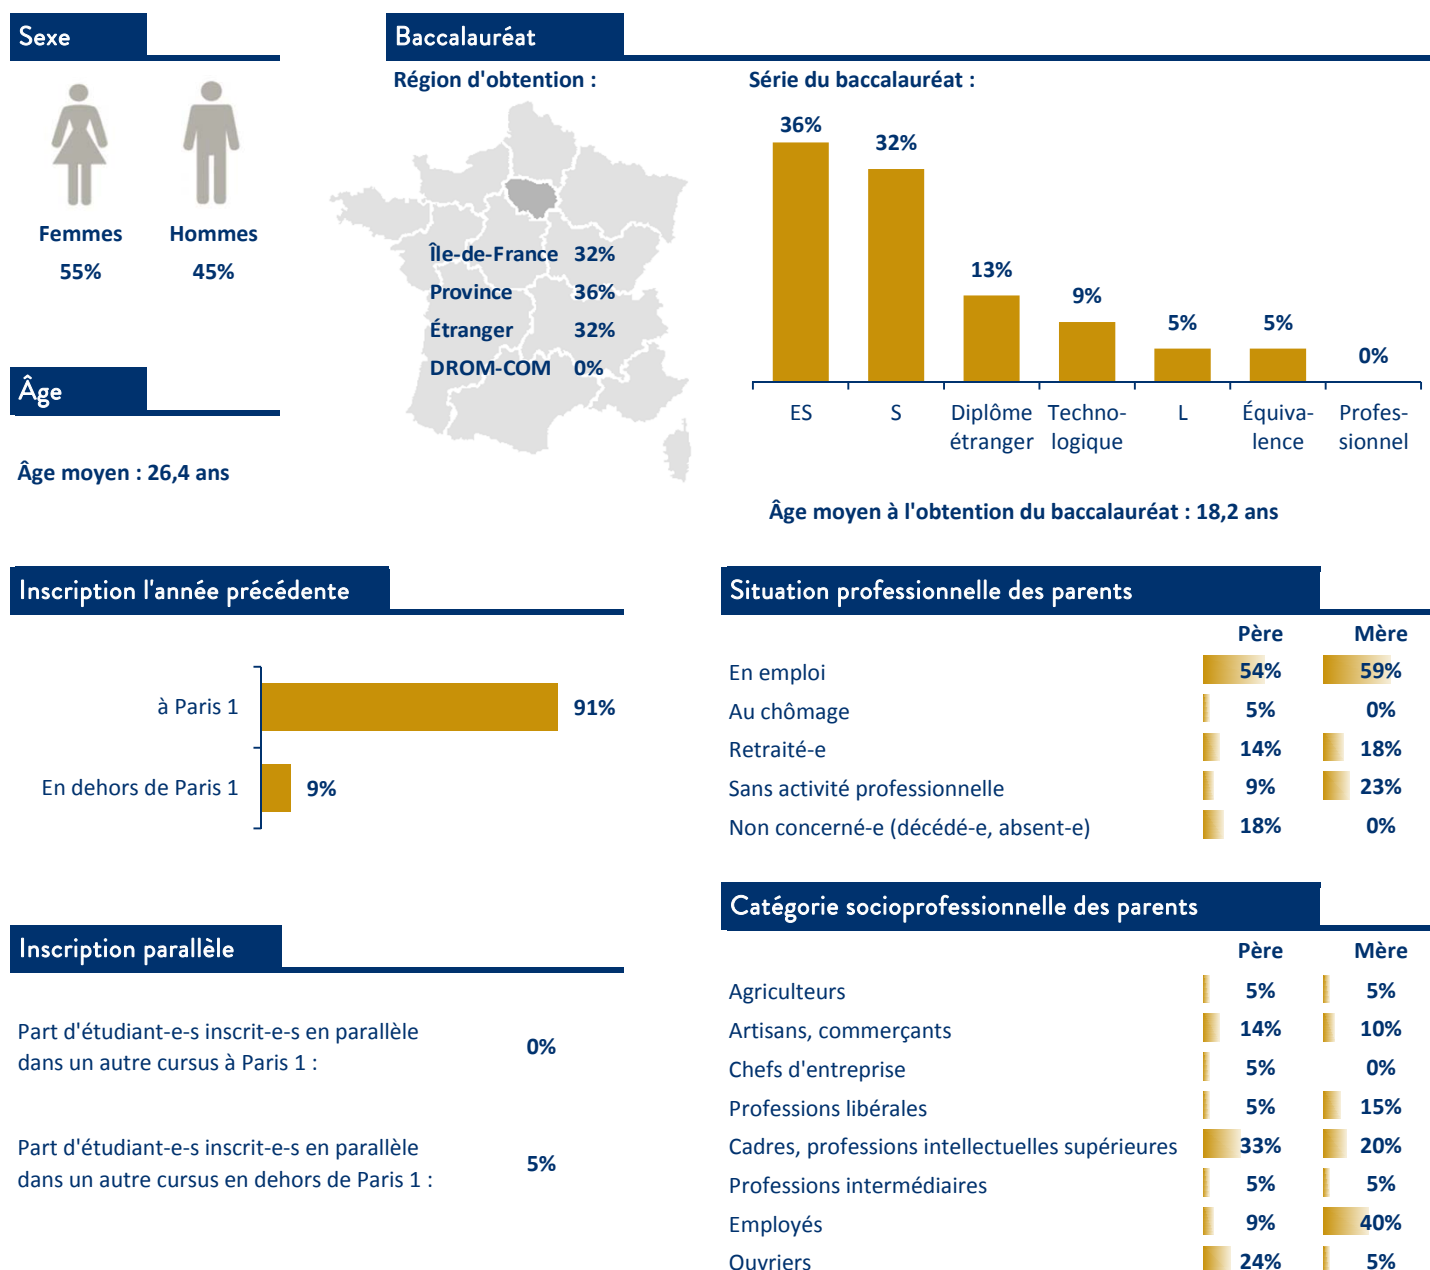 Sexe
Femmes Hommes
55% 45%
Âge
Âge moyen : 26,4 ans
Baccalauréat
Région d'obtention :
Île-de-France 32%
Province 36%
Étranger 32%
DROM-COM 0%
Série du baccalauréat :
36%
32%
13%
9%
5%
5%
0%
ES S Diplôme Techno- L Équiva- Profes-
étranger logique lence sionnel
Âge moyen à l'obtention du baccalauréat : 18,2 ans
Inscription l'année précédente
à Paris 1 91%
En dehors de Paris 1 9%
Inscription parallèle
Part d'étudiant-e-s inscrit-e-s en parallèle
dans un autre cursus à Paris 1 :
0%
Part d'étudiant-e-s inscrit-e-s en parallèle
dans un autre cursus en dehors de Paris 1 :
5%
Situation professionnelle des parents
Père Mère
En emploi 54% 59%
Au chômage 5% 0%
Retraité-e 14% 18%
Sans activité professionnelle 9% 23%
Non concerné-e (décédé-e, absent-e) 18% 0%
Catégorie socioprofessionnelle des parents
Père Mère
Agriculteurs 5% 5%
Artisans, commerçants 14% 10%
Chefs d'entreprise 5% 0%
Professions libérales 5% 15%
Cadres, professions intellectuelles supérieures 33% 20%
Professions intermédiaires 5% 5%
Employés 9% 40%
Ouvriers 24% 5%